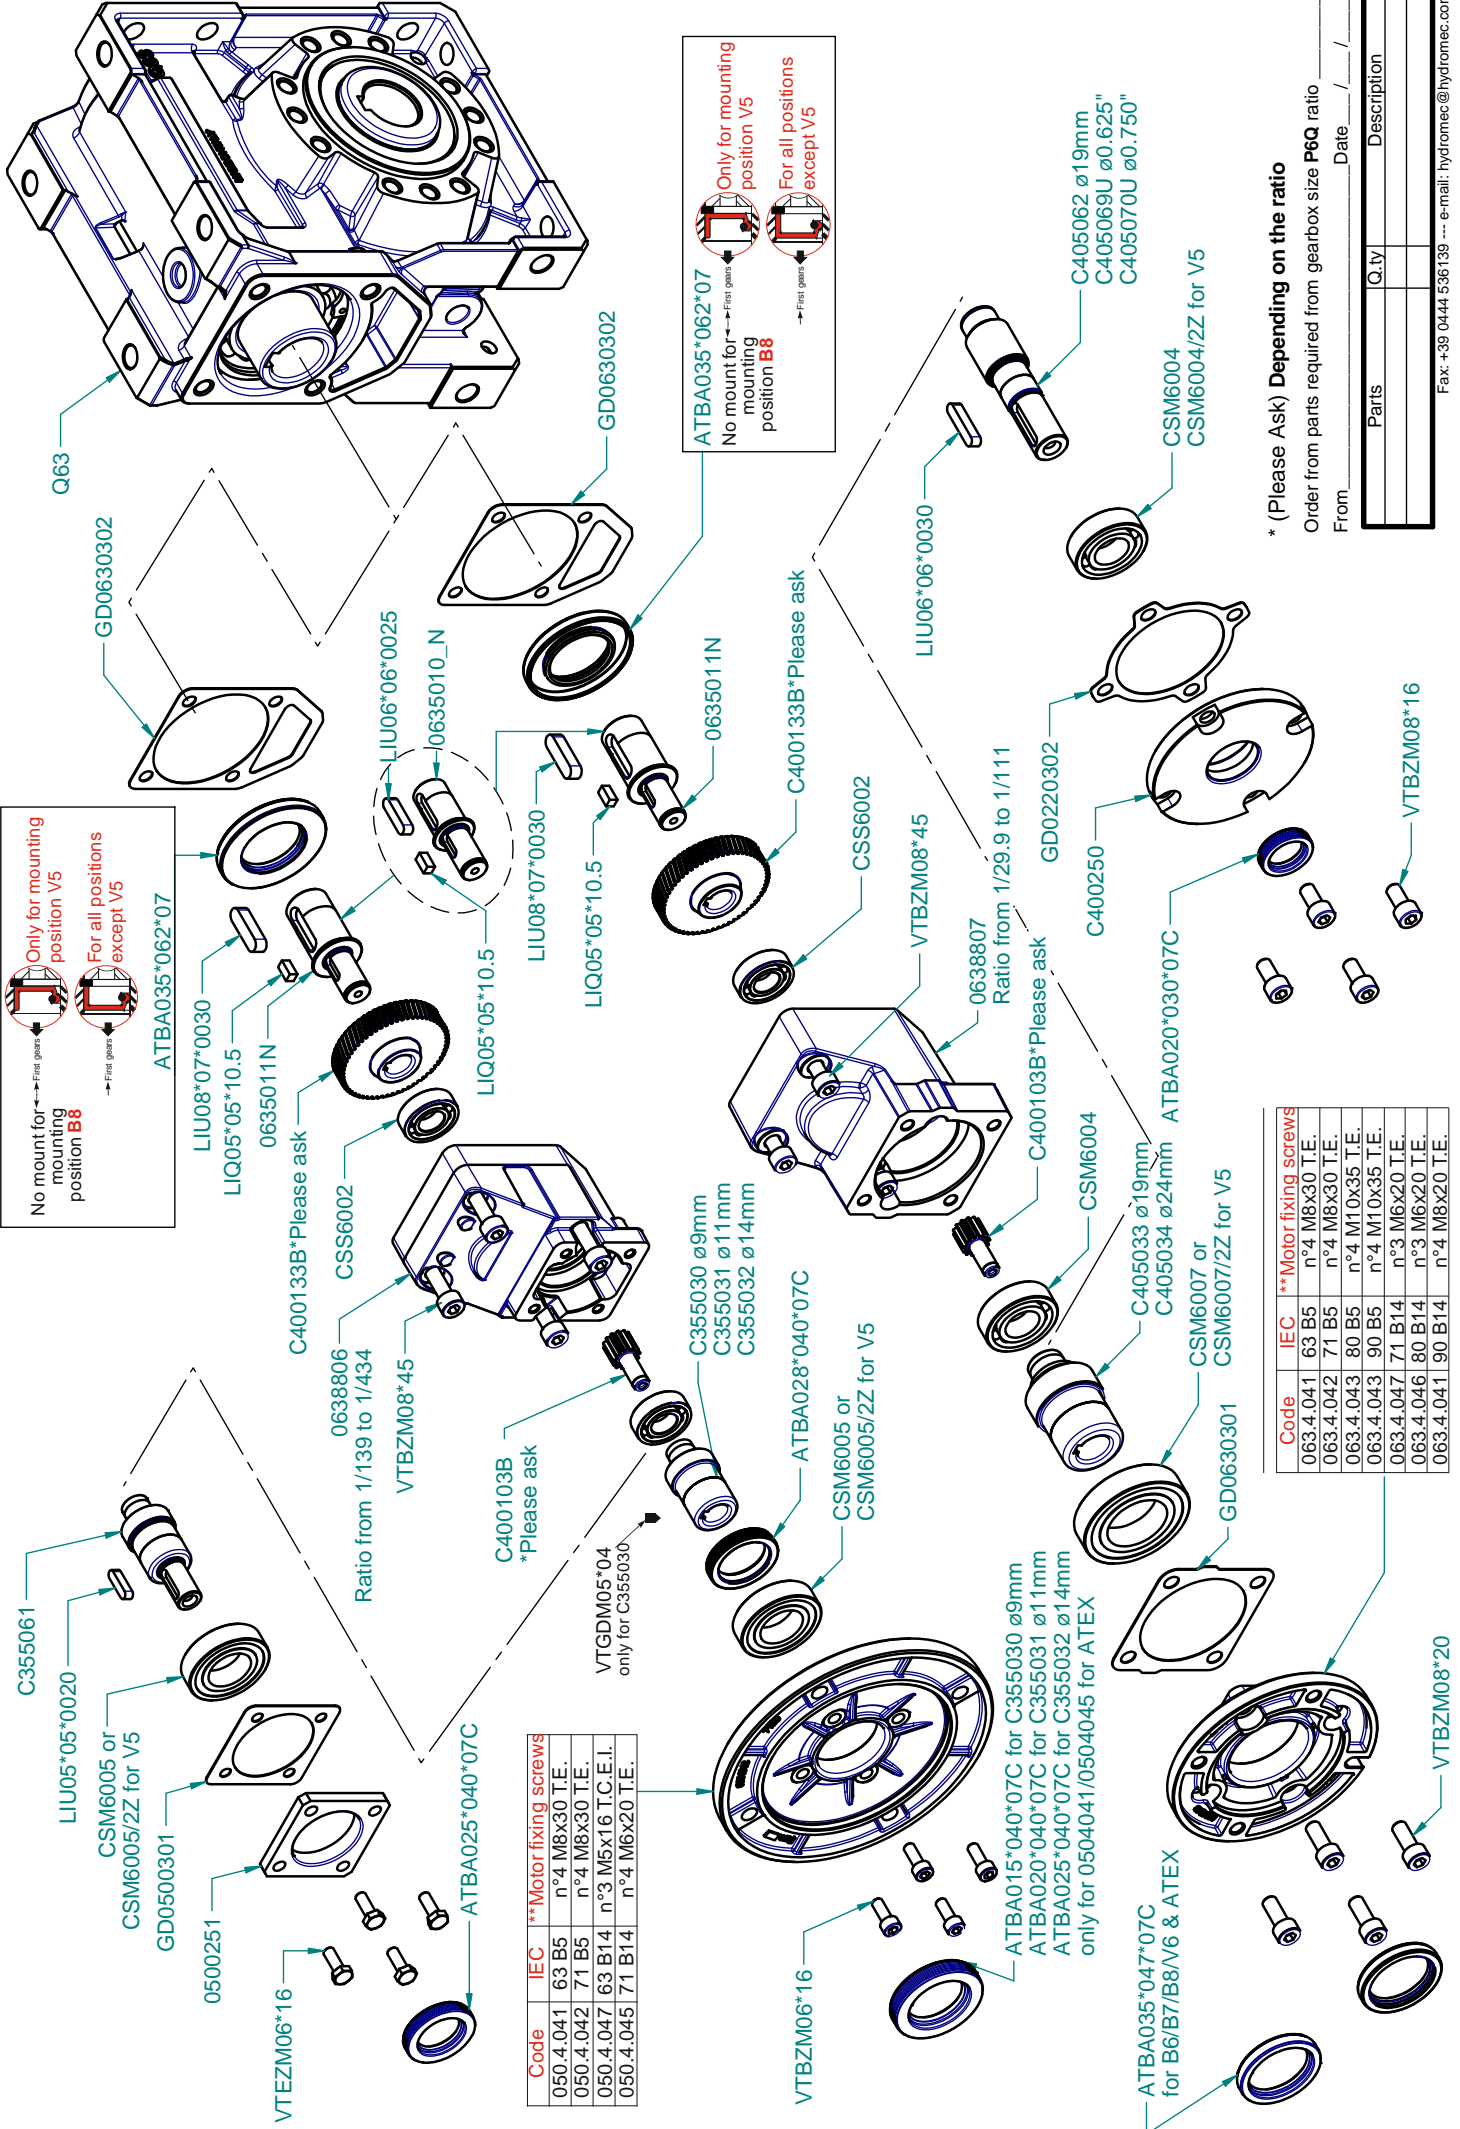 Q63
GD0630302
GD0630302
No mount for
mounting
position B8
First gears
First gears
Only for mounting
position V5
For all positions
except V5
ATBA035*062*07
No mount for
mounting
position B8
First gears
First gears
Only for mounting
position V5
For all positions
except V5
ATBA035*062*07
LIU08*07*0030
LIQ05*05*10.5
0635011N
C400133B*Please ask
CSS6002
LIU06*06*0025
0635010_N
LIQ05*05*10.5
LIU08*07*0030
LIQ05*05*10.5
0635011N
C400133B*Please ask
CSS6002
0638806
Ratio from 1/139 to 1/434
VTBZM08*45
C400103B
*Please ask
VTBZM08*45
0638807
Ratio from 1/29.9 to 1/111
C400103B*Please ask
CSM6004
C355061
LIU05*05*0020
CSM6005 or
CSM6005/2Z for V5
GD0500301
0500251
VTEZM06*16
ATBA025*040*07C
C355030 ø9mm
C355031 ø11mm
C355032 ø14mm
ATBA028*040*07C
CSM6005 or
CSM6005/2Z for V5
VTGDM05*04
only for C355030
Code IEC **Motor fixing screws
050.4.041 63 B5 n°4 M8x30 T.E.
050.4.042 71 B5 n°4 M8x30 T.E.
050.4.047 63 B14 n°3 M5x16 T.C.E.I.
050.4.045 71 B14 n°4 M6x20 T.E.
VTBZM06*16
ATBA015*040*07C for C355030 ø9mm
ATBA020*040*07C for C355031 ø11mm
ATBA025*040*07C for C355032 ø14mm
only for 0504041/0504045 for ATEX
LIU06*06*0030
C405062 ø19mm
C405069U ø0.625"
C405070U ø0.750"
CSM6004
CSM6004/2Z for V5
GD0220302
C400250
ATBA020*030*07C
VTBZM08*16
C405033 ø19mm
C405034 ø24mm
CSM6007 or
CSM6007/2Z for V5
GD0630301
Code IEC **Motor fixing screws
063.4.041 63 B5 n°4 M8x30 T.E.
063.4.042 71 B5 n°4 M8x30 T.E.
063.4.043 80 B5 n°4 M10x35 T.E.
063.4.043 90 B5 n°4 M10x35 T.E.
063.4.047 71 B14 n°3 M6x20 T.E.
063.4.046 80 B14 n°3 M6x20 T.E.
063.4.041 90 B14 n°4 M8x20 T.E.
VTBZM08*20
ATBA035*047*07C
for B6/B7/B8/V6 & ATEX
* (Please Ask) Depending on the ratio
Order from parts required from gearbox size P6Q ratio
From Date / /
Parts Q.ty Description
Fax: +39 0444 536139 --- e-mail: hydromec@hydromec.com